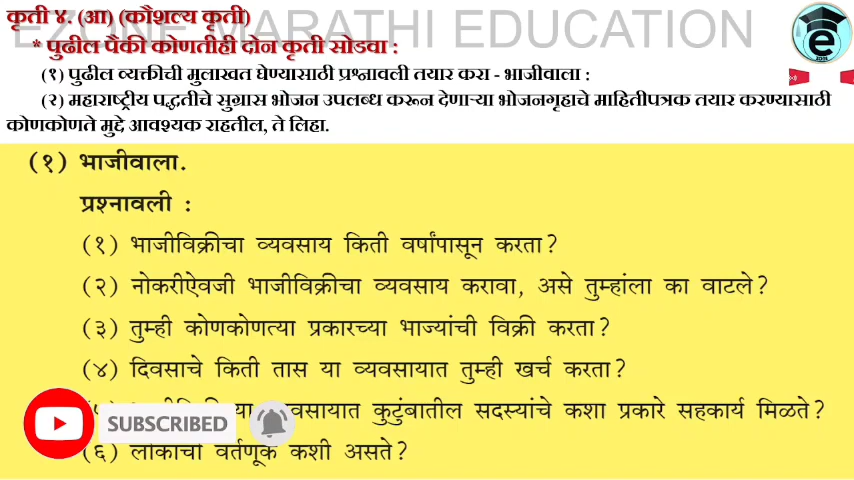 EZONE MARATHI EDUCATION
कृती ४. (आ) (कौशल्य कृती)
* पुढील पैकी कोणतीही दोन कृती सोडवा :
(१) पुढील व्यक्तीची मुलाखत घेण्यासाठी प्रश्नावली तयार करा - भाजीवाला :
(२) महाराष्ट्रीय पद्धतीचे सुग्रास भोजन उपलब्ध करून देणाऱ्या भोजनगृहाचे माहितीपत्रक तयार करण्यासाठी
कोणकोणते मुद्दे आवश्यक राहतील, ते लिहा.
(१) भाजीवाला.
प्रश्नावली :
(१) भाजीविक्रीचा व्यवसाय किती वर्षांपासून करता?
(२) नोकरीऐवजी भाजीविक्रीचा व्यवसाय करावा, असे तुम्हांला का वाटले?
(३) तुम्ही कोणकोणत्या प्रकारच्या भाज्यांची विक्री करता?
(४) दिवसाचे किती तास या व्यवसायात तुम्ही खर्च करता?
कुटुंबातील सदस्यांचे कशा प्रकारे सहकार्य मिळते?
SUBSCRIBED
(६) लोकांची वर्तणूक कशी असते?